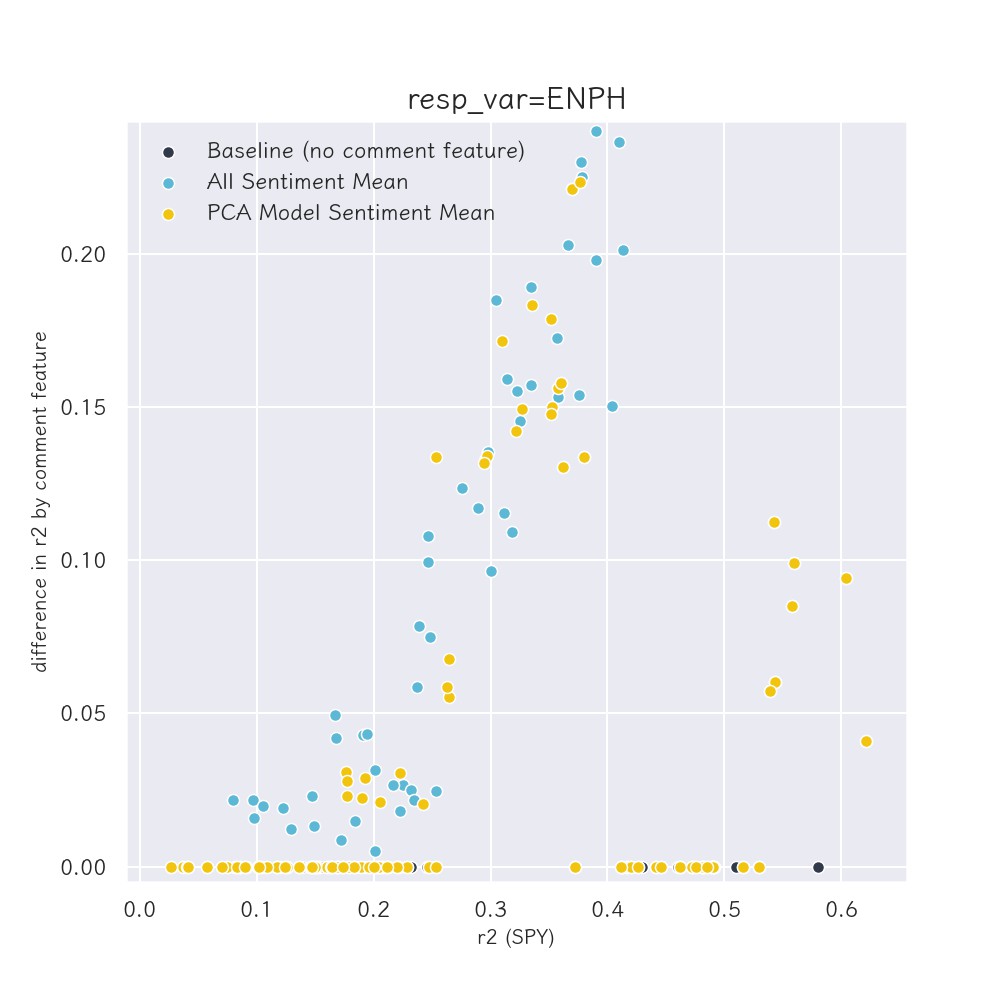 resp_var=ENPH
Baseline (no comment feature)
All Sentiment Mean
PCA Model Sentiment Mean
difference in r2 by comment feature
0.20
0.15
0.10
0.05
0.00
0.0 0.1 0.2 0.3 0.4 0.5 0.6
r2 (SPY)